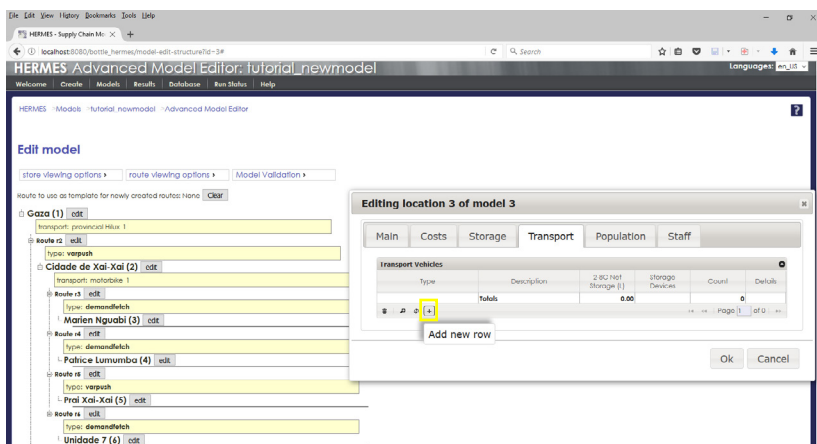 File Edit View History Bookmarks Tools Help
HERMES - Supply Chain Mo
localhost:8080/bottle_hermes/model-edit-structure?id=3#
Search
HERMES Advanced Model Editor: tutorial_newmodel
Languages: en_US
Welcome Create Models Results Database Run Status Help
HERMES Models tutorial_newmodel Advanced Model Editor
?
Edit model
store viewing options
route viewing options
Model Validation
Route to use as template for newly created routes: None Clear
Gaza (1) edit
transport: provincial Hilux 1
Route r2 edit
type: varpush
Cidade de Xai-Xai (2) edit
transport: motorbike 1
Route r3 edit
type: demandfetch
Marien Nguabi (3) edit
Route r4 edit
type: demandfetch
Patrice Lumumba (4) edit
edit
type: varpush
Prai Xai-Xai (5) edit
edit
type: demandfetch
Unidade 7 (6) edit
Editing location 3 of model 3
Main Costs Storage Transport Population Staff
Transport Vehicles
Type Description 2-8C Net Storage (L) Storage Devices Count Details
Totals 0.00 0
Page 1 of 0
Add new row
Ok Cancel